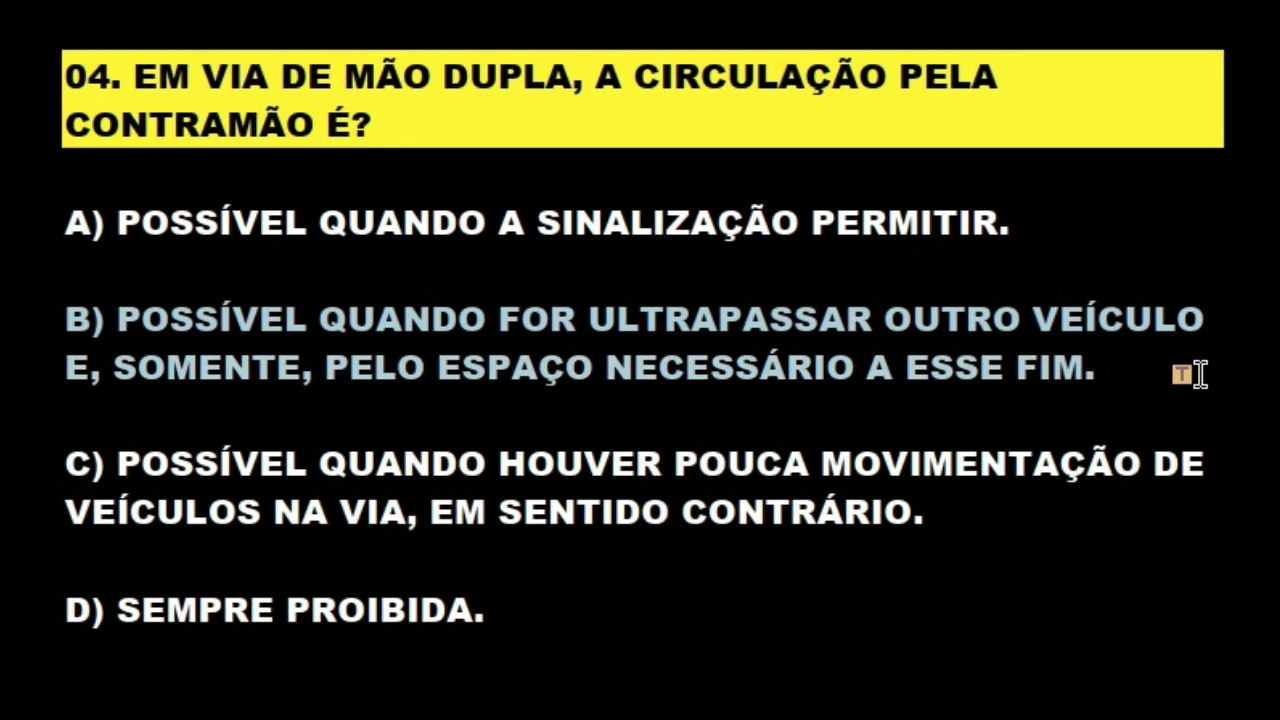 04. EM VIA DE MÃO DUPLA, A CIRCULAÇÃO PELA
CONTRAMÃO É?
A) POSSÍVEL QUANDO A SINALIZAÇÃO PERMITIR.
B) POSSÍVEL QUANDO FOR ULTRAPASSAR OUTRO VEÍCULO
E, SOMENTE, PELO ESPAÇO NECESSÁRIO A ESSE FIM.
T
C) POSSÍVEL QUANDO HOUVER POUCA MOVIMENTAÇÃO DE
VEÍCULOS NA VIA, EM SENTIDO CONTRÁRIO.
D) SEMPRE PROIBIDA.